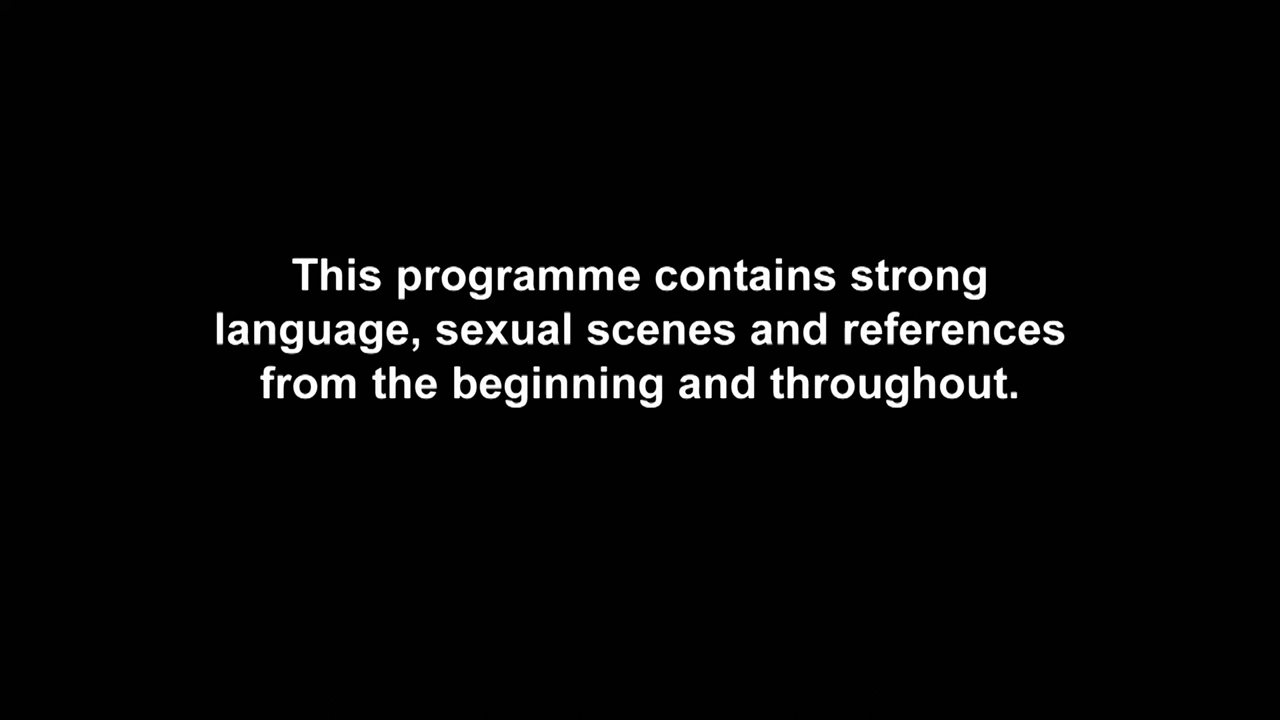 This programme contains strong
language, sexual scenes and references
from the beginning and throughout.